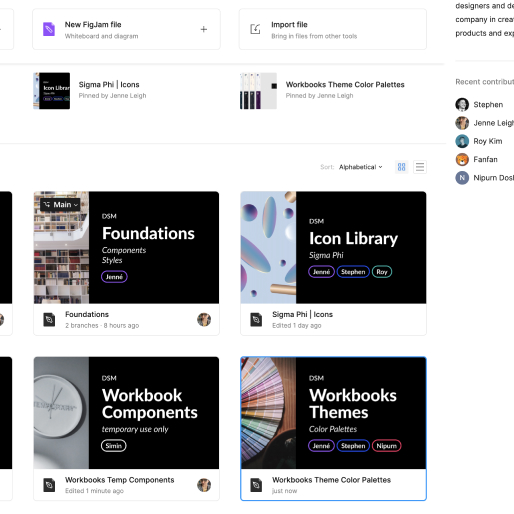 designers and de
company in crea
products and exp
New FigJam file
Whiteboard and diagram
Import file
Bring in files from other tools
Sigma Phi | Icons
Pinned by Jenne Leigh
Workbooks Theme Color Palettes
Pinned by Jenne Leigh
Recent contribut
Stephen
Jenne Leigh
Roy Kim
Fanfan
N
Nipurn Dosh
Sort: Alphabetical
Main
DSM
Foundations
Components
Styles
Jenné
Foundations
2 branches · 8 hours ago
DSM
Icon Library
Sigma Phi
Jenné
Stephen
Roy
Sigma Phi | Icons
Edited 1 day ago
DSM
Workbook
Components
temporary use only
Simin
Workbooks Temp Components
Edited 1 minute ago
DSM
Workbooks
Themes
Color Palettes
Jenné
Stephen
Nipurn
Workbooks Theme Color Palettes
just now